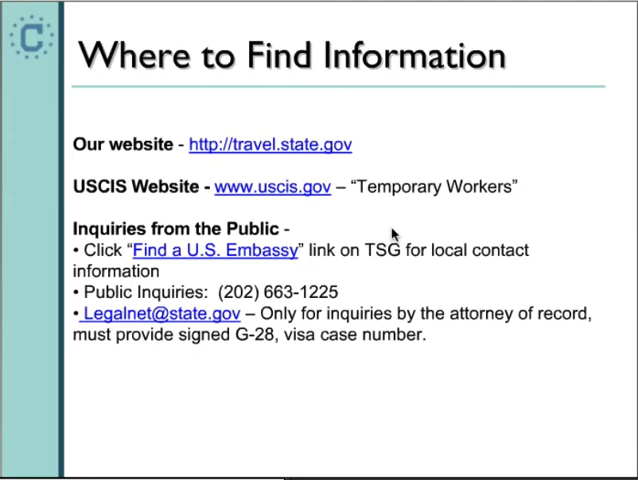 C
Where to Find Information
Our website - http://travel.state.gov
USCIS Website - www.uscis.gov – “Temporary Workers”
Inquiries from the Public -
• Click “Find a U.S. Embassy” link on TSG for local contact
information
• Public Inquiries: (202) 663-1225
• Legalnet@state.gov – Only for inquiries by the attorney of record,
must provide signed G-28, visa case number.